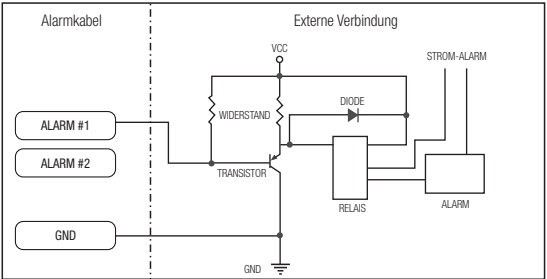 Alarmkabel
Externe Verbindung
VCC
STROM-ALARM
DIODE
WIDERSTAND
ALARM #1
ALARM #2
TRANSISTOR
RELAIS
ALARM
GND
GND